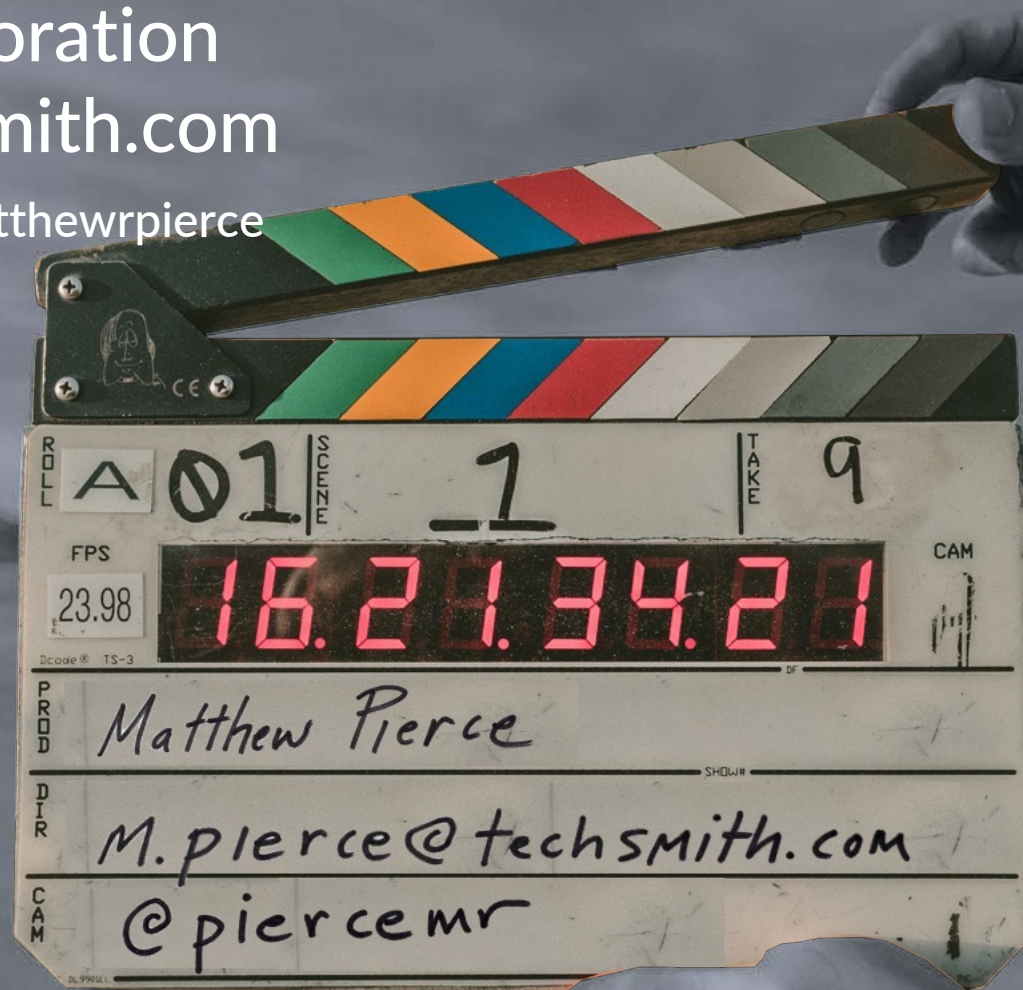 oration
mith.com
tthewrpierce
CE
ROLL A 01 SCENE 1 TAKE 9
FPS CAM
23.98 16.21.34.21
Dcode® TS-3 DF
PROD Matthew Pierce
SHOW#
DIR M.pierce@techsmith.com
CAM @piercemr